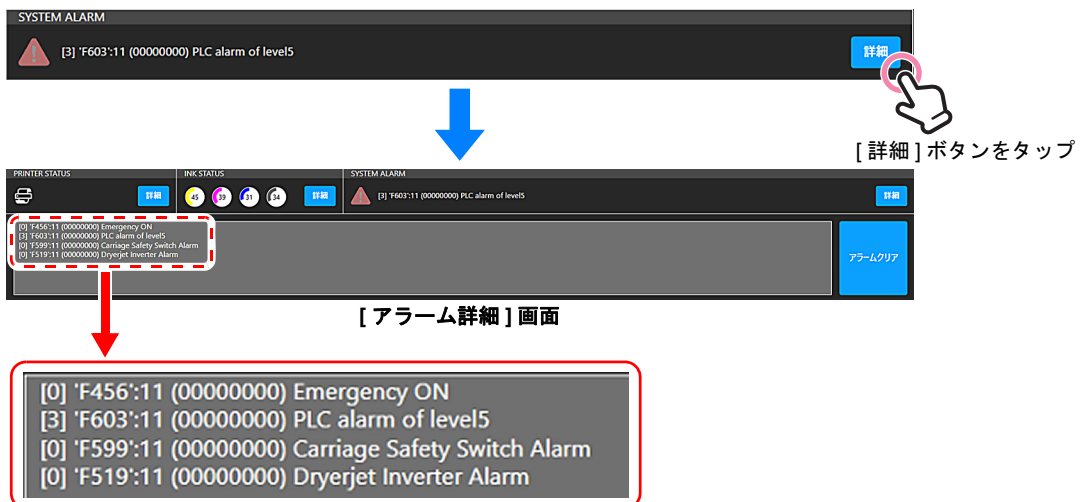 SYSTEM ALARM
[3] 'F603':11 (00000000) PLC alarm of level5
詳細
[ 詳細 ] ボタンをタップ
PRINTER STATUS
INK STATUS
SYSTEM ALARM
詳細
45
39
31
34
詳細
[3] 'F603':11 (00000000) PLC alarm of level5
詳細
[0] 'F456':11 (00000000) Emergency ON
[3] 'F603':11 (00000000) PLC alarm of level5
[0] 'F599':11 (00000000) Carriage Safety Switch Alarm
[0] 'F519':11 (00000000) Dryerjet Inverter Alarm
アラームクリア
[ アラーム詳細 ] 画面
[0] 'F456':11 (00000000) Emergency ON
[3] 'F603':11 (00000000) PLC alarm of level5
[0] 'F599':11 (00000000) Carriage Safety Switch Alarm
[0] 'F519':11 (00000000) Dryerjet Inverter Alarm